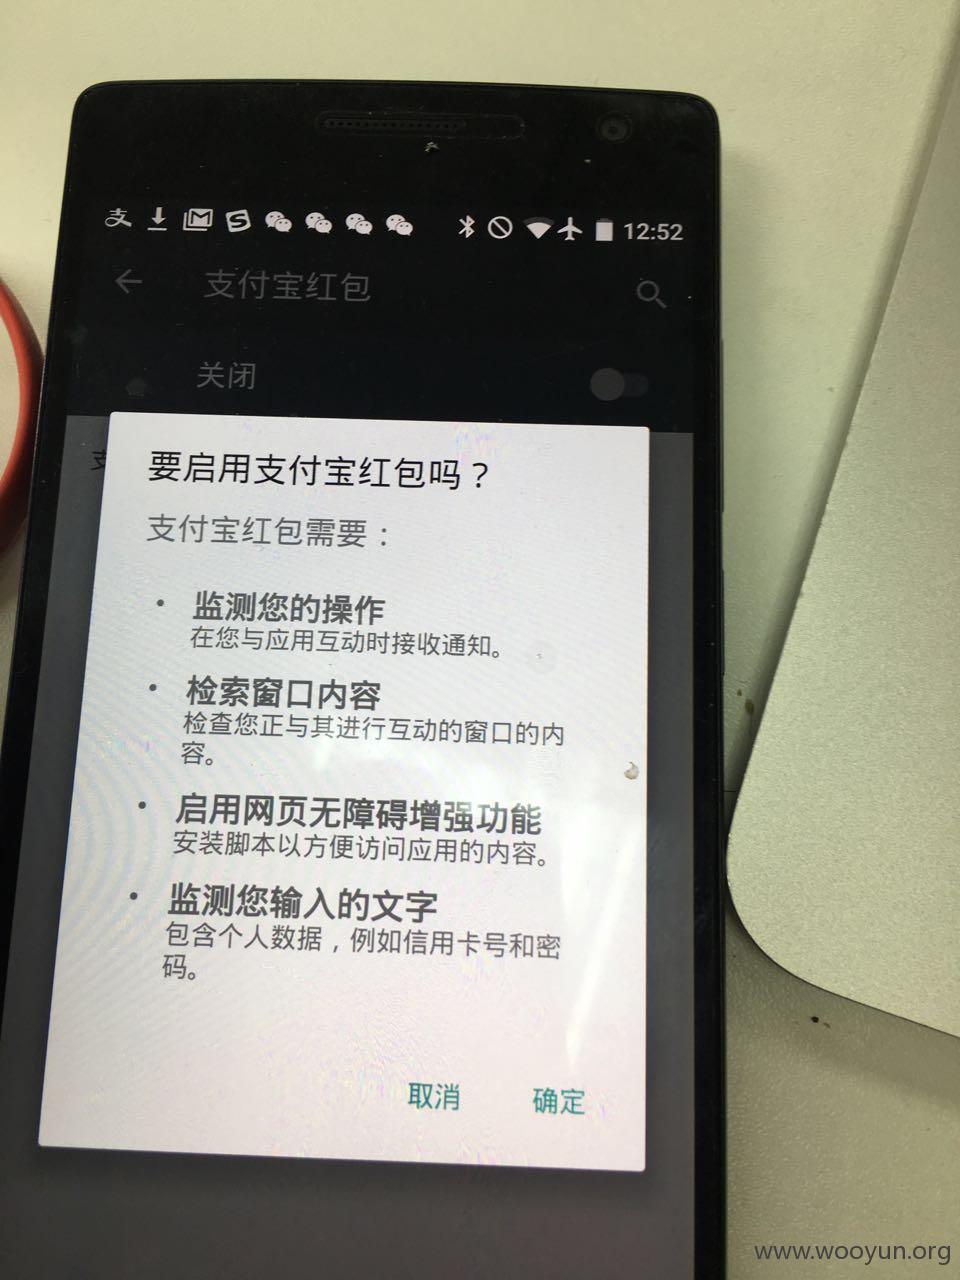 支 12:52
支付宝红包
关闭
支
要启用支付宝红包吗？
支付宝红包需要：
• 监测您的操作
在您与应用互动时接收通知。
• 检索窗口内容
检查您正与其进行互动的窗口的内
容。
• 启用网页无障碍增强功能
安装脚本以方便访问应用的内容。
• 监测您输入的文字
包含个人数据，例如信用卡号和密
码。
取消 确定
www.wooyun.org